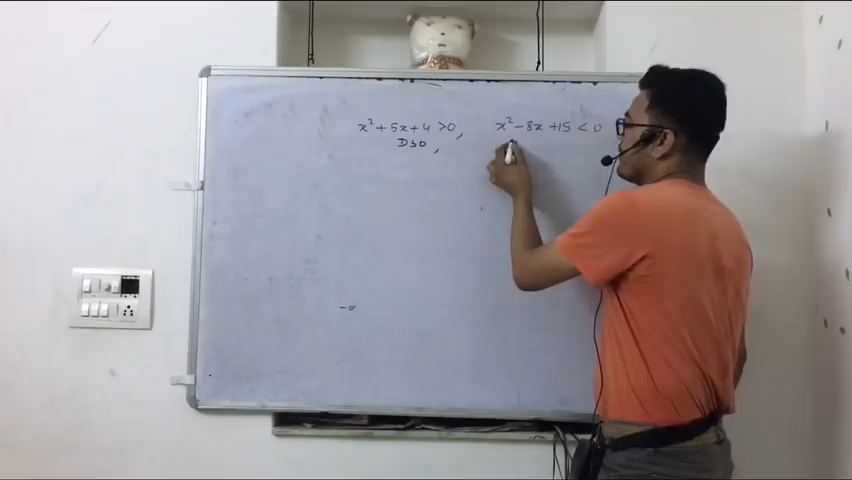 x² + 5x + 4 > 0, x² - 8x + 15 < 0
D>0,